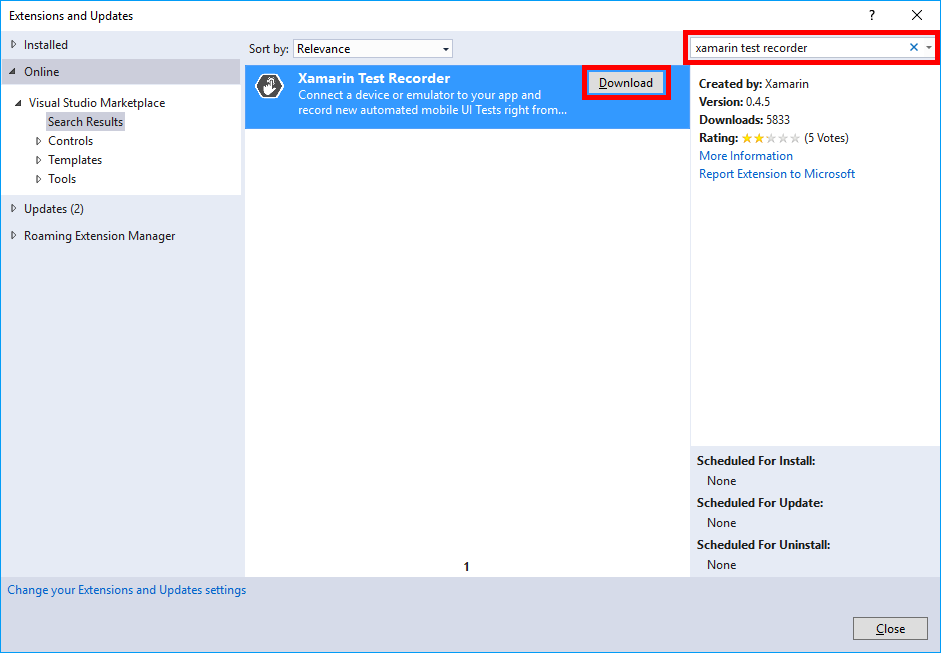 Extensions and Updates
?
Installed
Online
Visual Studio Marketplace
Search Results
Controls
Templates
Tools
Updates (2)
Roaming Extension Manager
Sort by: Relevance
Xamarin Test Recorder
Connect a device or emulator to your app and
record new automated mobile UI Tests right from...
Download
1
xamarin test recorder
Created by: Xamarin
Version: 0.4.5
Downloads: 5833
Rating: (5 Votes)
More Information
Report Extension to Microsoft
Scheduled For Install:
None
Scheduled For Update:
None
Scheduled For Uninstall:
None
Change your Extensions and Updates settings
Close